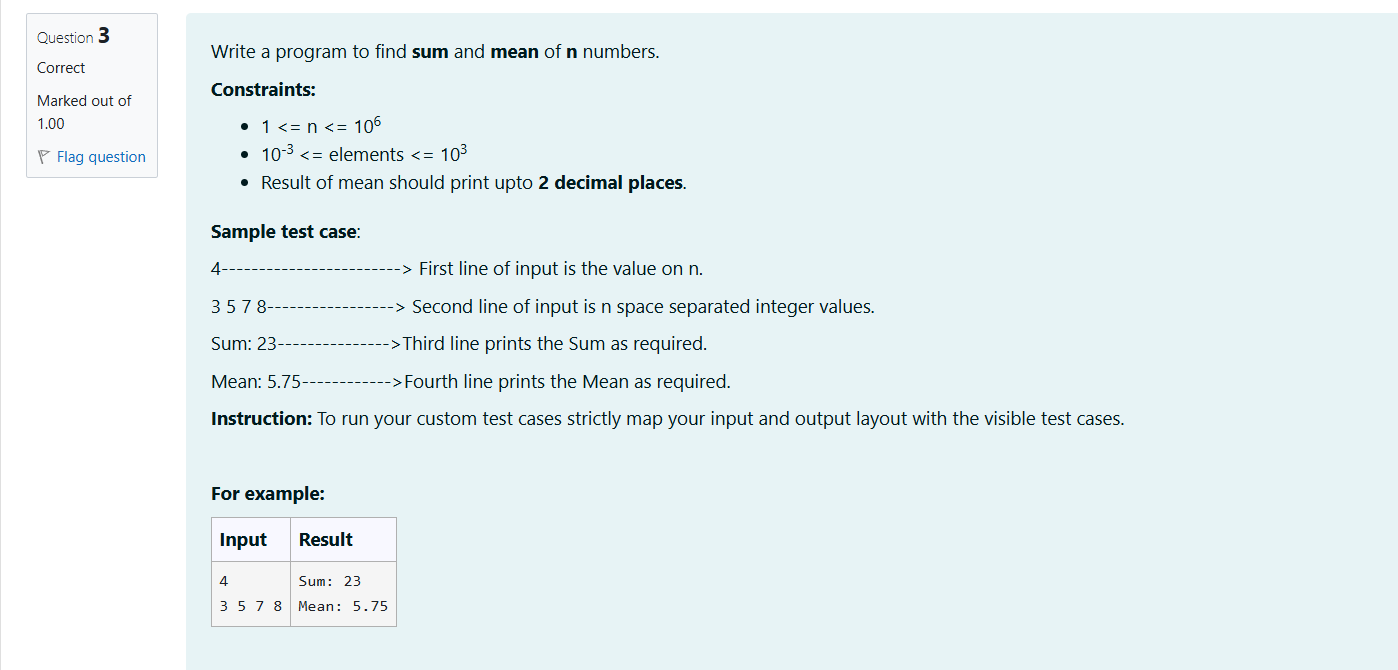 Question 3
Correct
Marked out of
1.00
Flag question
Write a program to find sum and mean of n numbers.
Constraints:
• 1 <= n <= 10⁶
• 10⁻³ <= elements <= 10³
• Result of mean should print upto 2 decimal places.
Sample test case:
4------------------------> First line of input is the value on n.
3 5 7 8-----------------> Second line of input is n space separated integer values.
Sum: 23--------------->Third line prints the Sum as required.
Mean: 5.75------------>Fourth line prints the Mean as required.
Instruction: To run your custom test cases strictly map your input and output layout with the visible test cases.
For example:
Input Result
4 Sum: 23
3 5 7 8 Mean: 5.75